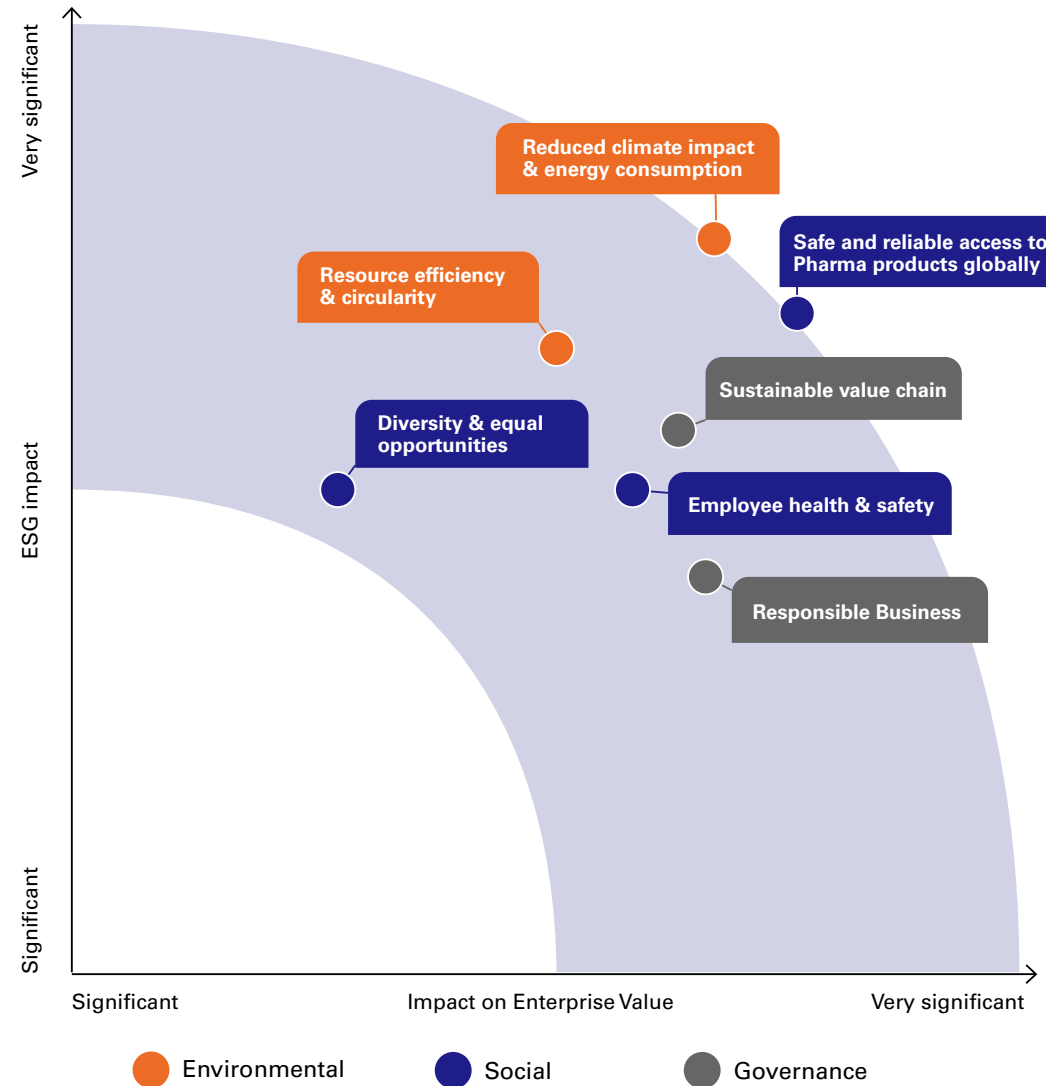 Very significant
ESG impact
Significant
Reduced climate impact
& energy consumption
Safe and reliable access to
Pharma products globally
Resource efficiency
& circularity
Sustainable value chain
Diversity & equal
opportunities
Employee health & safety
Responsible Business
Significant
Impact on Enterprise Value
Very significant
Environmental
Social
Governance